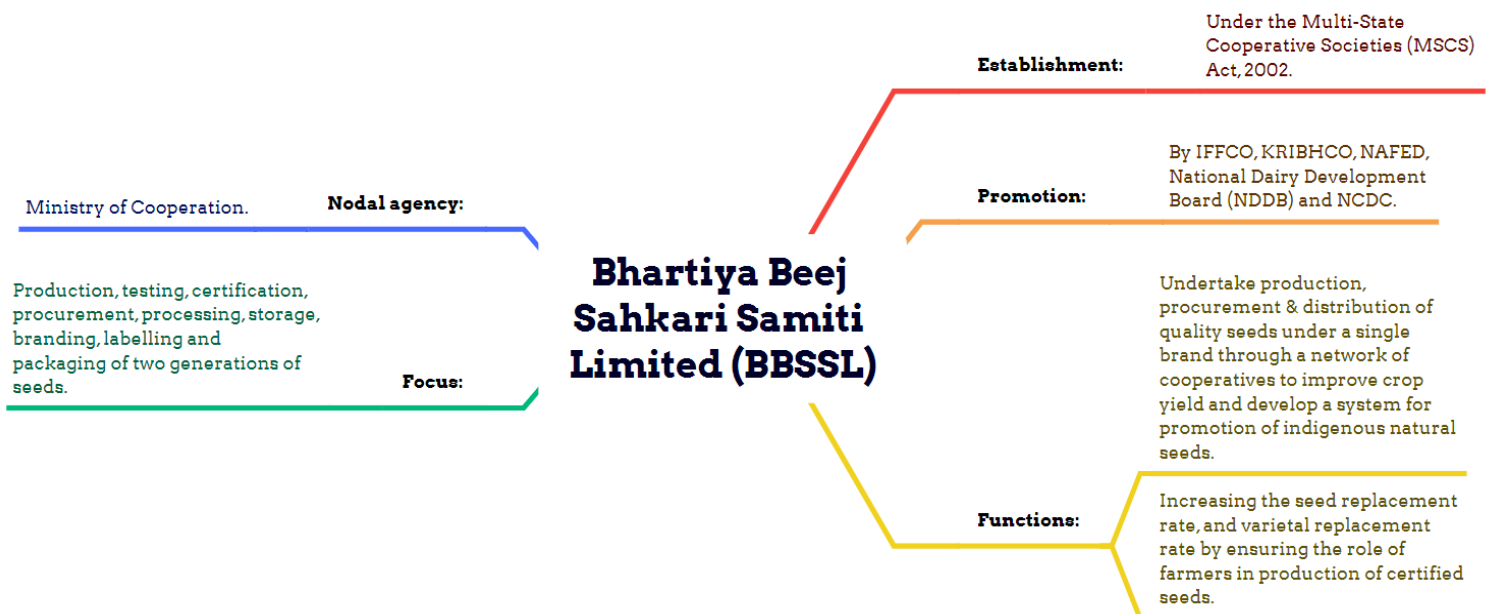 Bhartiya Beej
Sahkari Samiti
Limited (BBSSL)
Establishment:
Under the Multi-State
Cooperative Societies (MSCS)
Act, 2002.
Promotion:
By IFFCO, KRIBHCO, NAFED,
National Dairy Development
Board (NDDB) and NCDC.
Functions:
Undertake production,
procurement & distribution of
quality seeds under a single
brand through a network of
cooperatives to improve crop
yield and develop a system for
promotion of indigenous natural
seeds.
Increasing the seed replacement
rate, and varietal replacement
rate by ensuring the role of
farmers in production of certified
seeds.
Nodal agency:
Ministry of Cooperation.
Focus:
Production, testing, certification,
procurement, processing, storage,
branding, labelling and
packaging of two generations of
seeds.